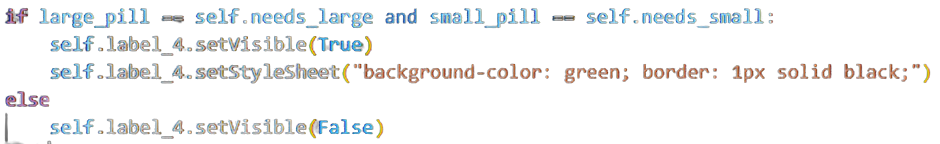 if large_pill == self.needs_large and small_pill == self.needs_small:
    self.label_4.setVisible(True)
    self.label_4.setStyleSheet("background-color: green; border: 1px solid black;")
else
    self.label_4.setVisible(False)